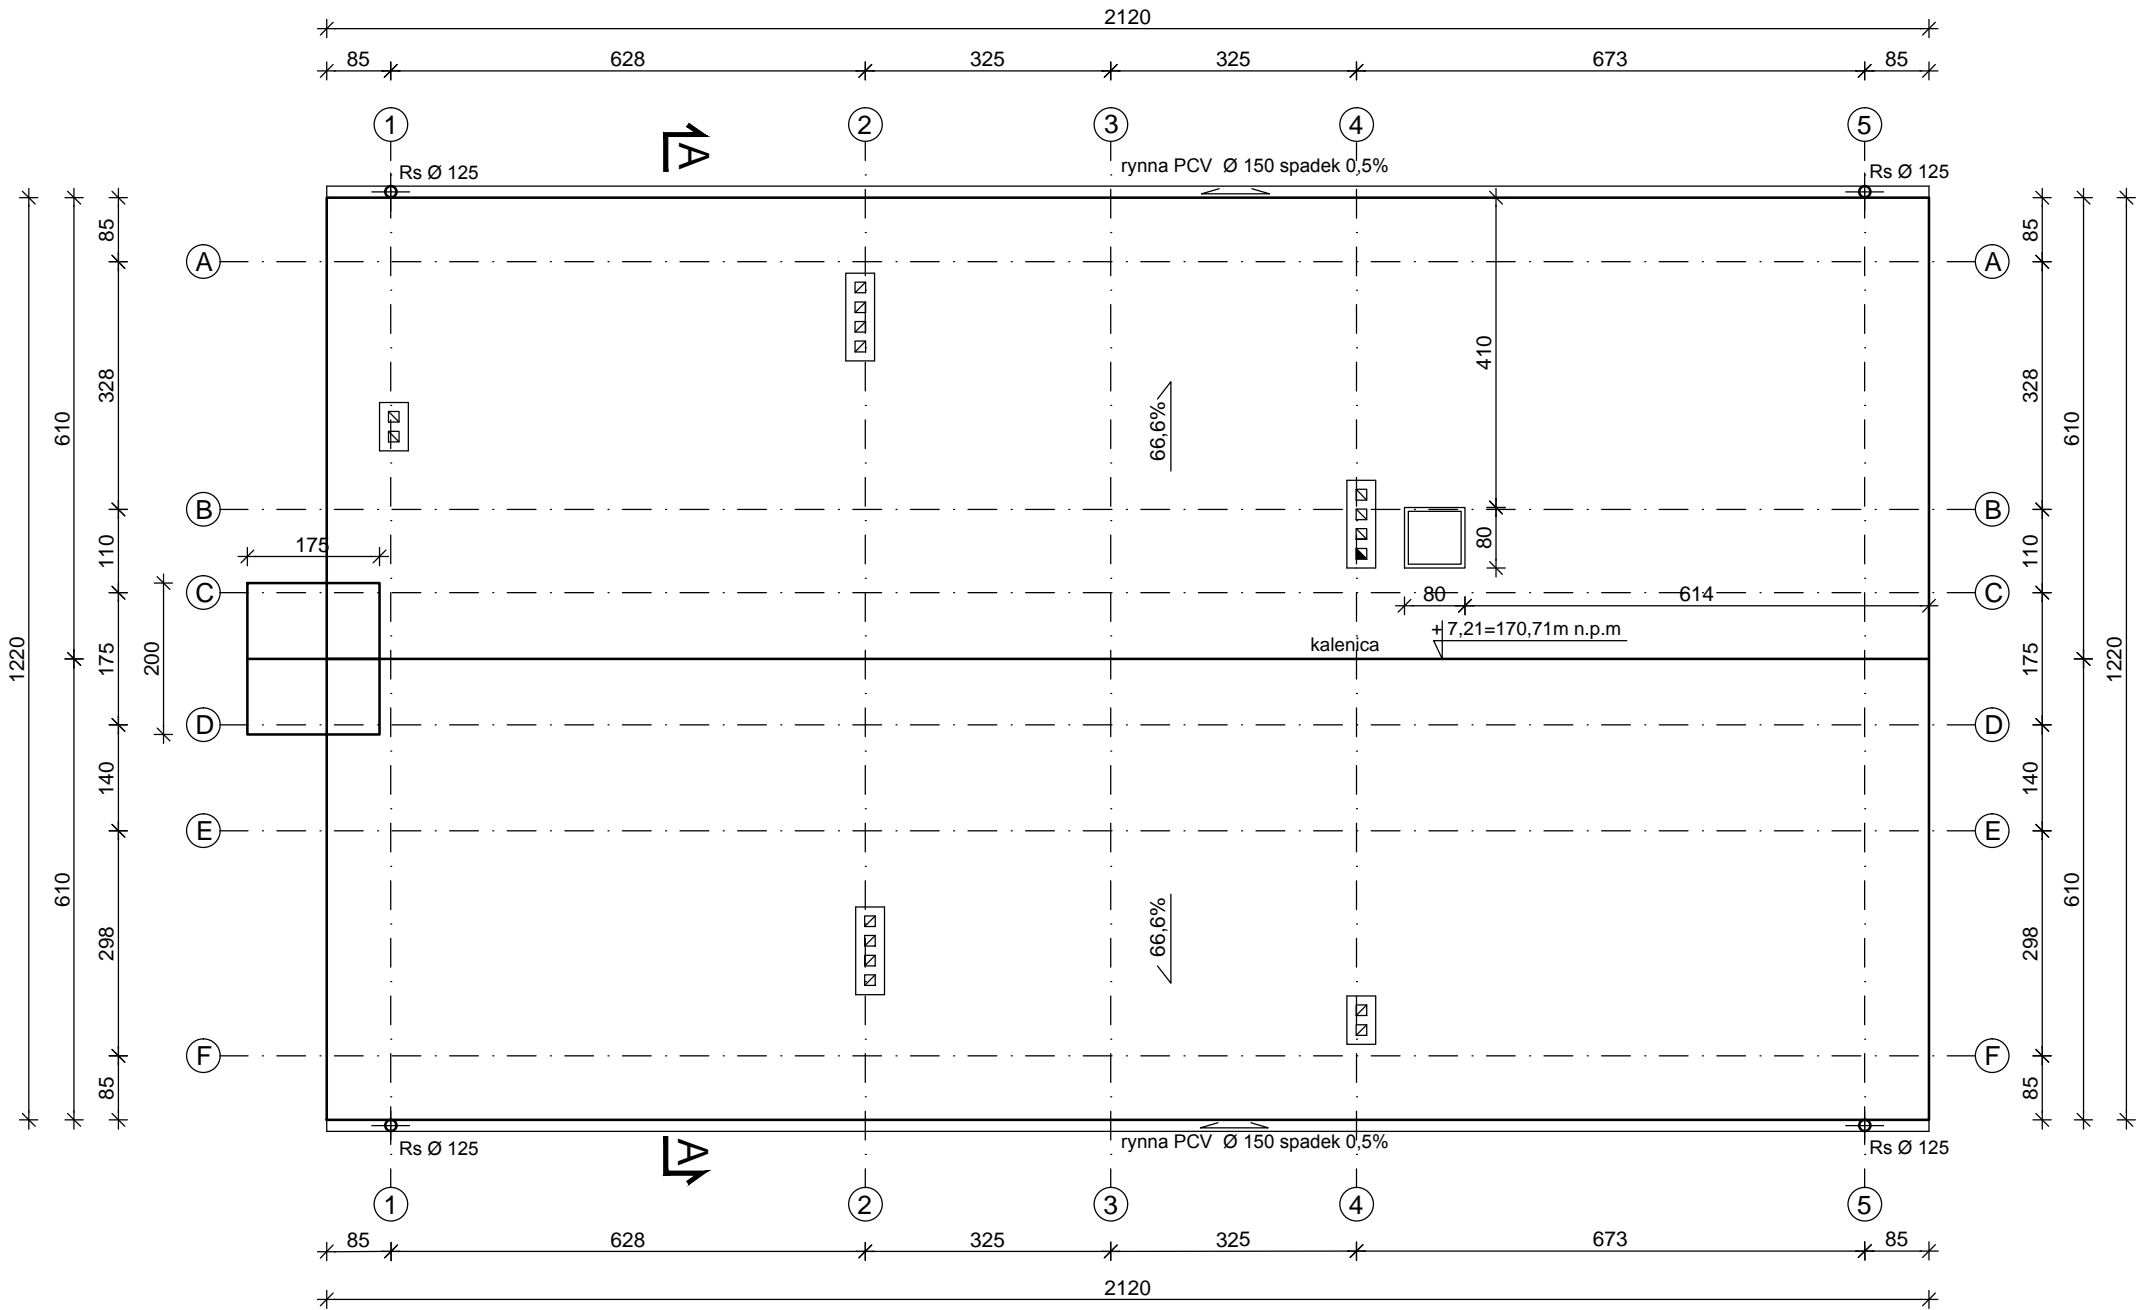 2120
85 628 325 325 673 85
1 2 3 4 5
A
Rs Ø 125
rynna PCV Ø 150 spadek 0,5%
Rs Ø 125
85 85
A A
328 410 328
610 66,6% 610
B B
110 175 80 110
C 80 614 C
1220 175 200 kalenica + 7,21=170,71m n.p.m 175 1220
D D
140 140
E E
610 298 66,6% 298 610
F F
85 85
Rs Ø 125
A
rynna PCV Ø 150 spadek 0,5%
Rs Ø 125
1 2 3 4 5
85 628 325 325 673 85
2120